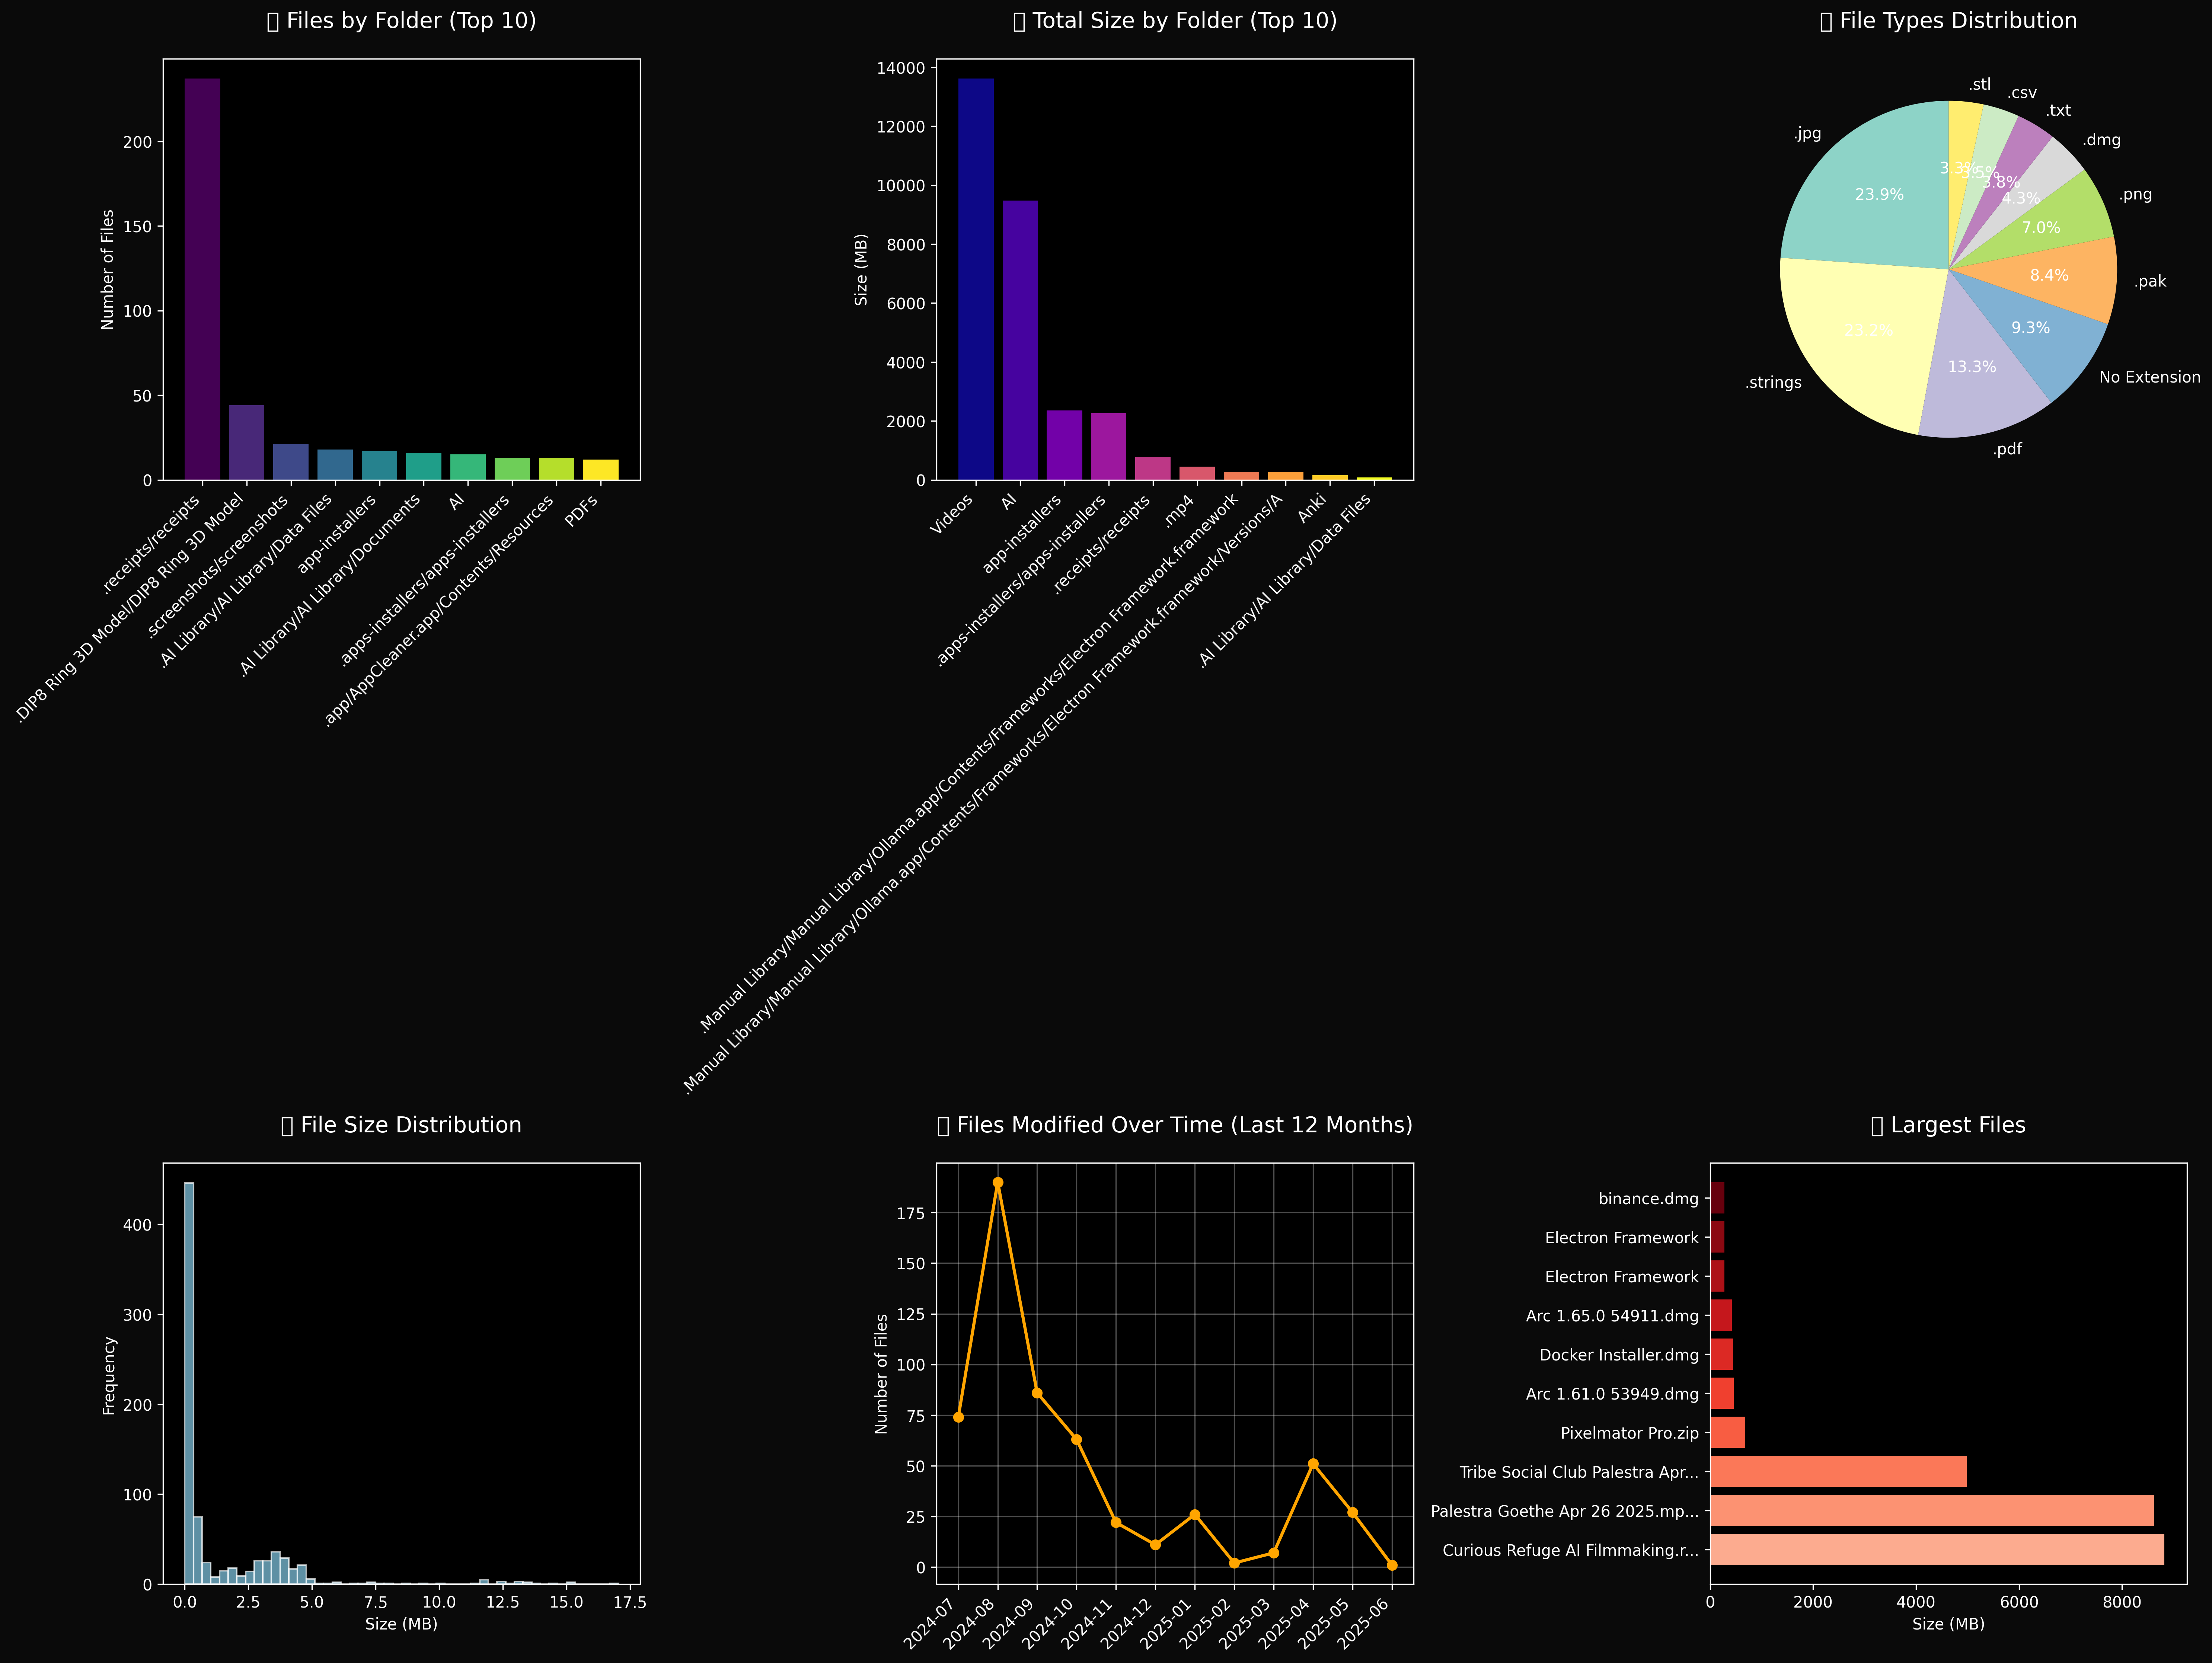 Files by Folder (Top 10)
Number of Files
200
150
100
50
0
.receipts/receipts
.DIP8 Ring 3D Model/DIP8 Ring 3D Model
.screenshots/screenshots
.AI Library/AI Library/Data Files
app-installers
.AI Library/AI Library/Documents
AI
.apps-installers/apps-installers
.app/AppCleaner.app/Contents/Resources
PDFs
Total Size by Folder (Top 10)
Size (MB)
14000
12000
10000
8000
6000
4000
2000
0
Videos
AI
app-installers
.apps-installers/apps-installers
.receipts/receipts
.mp4
.Manual Library/Manual Library/Ollama.app/Contents/Frameworks/Electron Framework.framework
.Manual Library/Manual Library/Ollama.app/Contents/Frameworks/Electron Framework.framework/Versions/A
Anki
.AI Library/AI Library/Data Files
File Types Distribution
.jpg
23.9%
.strings
23.2%
.pdf
13.3%
No Extension
9.3%
.pak
8.4%
.png
7.0%
.dmg
4.3%
.txt
3.8%
.csv
3.5%
.stl
3.3%
File Size Distribution
Frequency
400
300
200
100
0
0.0 2.5 5.0 7.5 10.0 12.5 15.0 17.5
Size (MB)
Files Modified Over Time (Last 12 Months)
Number of Files
175
150
125
100
75
50
25
0
2024-07
2024-08
2024-09
2024-10
2024-11
2024-12
2025-01
2025-02
2025-03
2025-04
2025-05
2025-06
Largest Files
binance.dmg
Electron Framework
Electron Framework
Arc 1.65.0 54911.dmg
Docker Installer.dmg
Arc 1.61.0 53949.dmg
Pixelmator Pro.zip
Tribe Social Club Palestra Apr...
Palestra Goethe Apr 26 2025.mp...
Curious Refuge AI Filmmaking.r...
0 2000 4000 6000 8000
Size (MB)